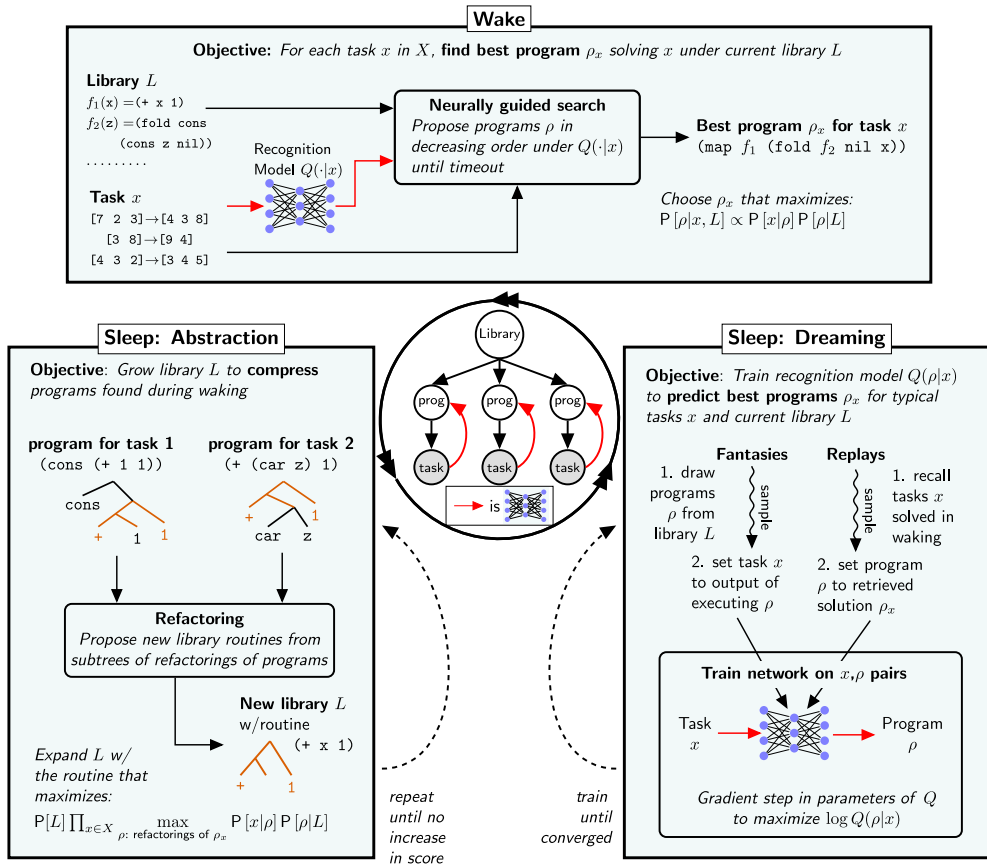 Wake
Objective: For each task x in X, find best program ρₓ solving x under current library L
Library L
f₁(x) =(+ x 1)
f₂(z) =(fold cons
(cons z nil))
.........
Task x
[7 2 3]→[4 3 8]
[3 8]→[9 4]
[4 3 2]→[3 4 5]
Recognition
Model Q(·|x)
Neurally guided search
Propose programs ρ in
decreasing order under Q(·|x)
until timeout
Best program ρₓ for task x
(map f₁ (fold f₂ nil x))
Choose ρₓ that maximizes:
P [ρ|x, L] ∝ P [x|ρ] P [ρ|L]
Sleep: Abstraction
Objective: Grow library L to compress
programs found during waking
program for task 1
(cons (+ 1 1))
cons
+ 1 1
program for task 2
(+ (car z) 1)
+ 1
car z
Refactoring
Propose new library routines from
subtrees of refactorings of programs
New library L
w/routine
(+ x 1)
+ 1
Expand L w/
the routine that
maximizes:
P[L] ∏x∈X max P [x|ρ] P [ρ|L]
ρ: refactorings of ρₓ
Library
prog prog prog
task task task
is
repeat
until no
increase
in score
train
until
converged
Sleep: Dreaming
Objective: Train recognition model Q(ρ|x)
to predict best programs ρₓ for typical
tasks x and current library L
Fantasies
1. draw
programs
ρ from
library L
sample
2. set task x
to output of
executing ρ
Replays
sample
1. recall
tasks x
solved in
waking
2. set program
ρ to retrieved
solution ρₓ
Train network on x,ρ pairs
Task
x
Program
ρ
Gradient step in parameters of Q
to maximize log Q(ρ|x)